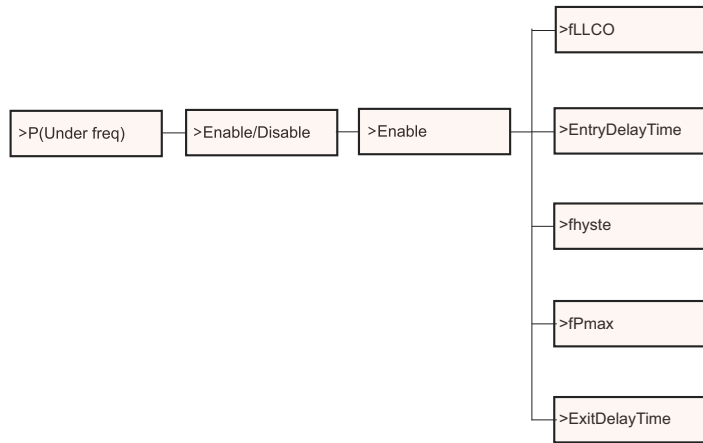 >P(Under freq)
>Enable/Disable
>Enable
>fLLCO
>EntryDelayTime
>fhyste
>fPmax
>ExitDelayTime